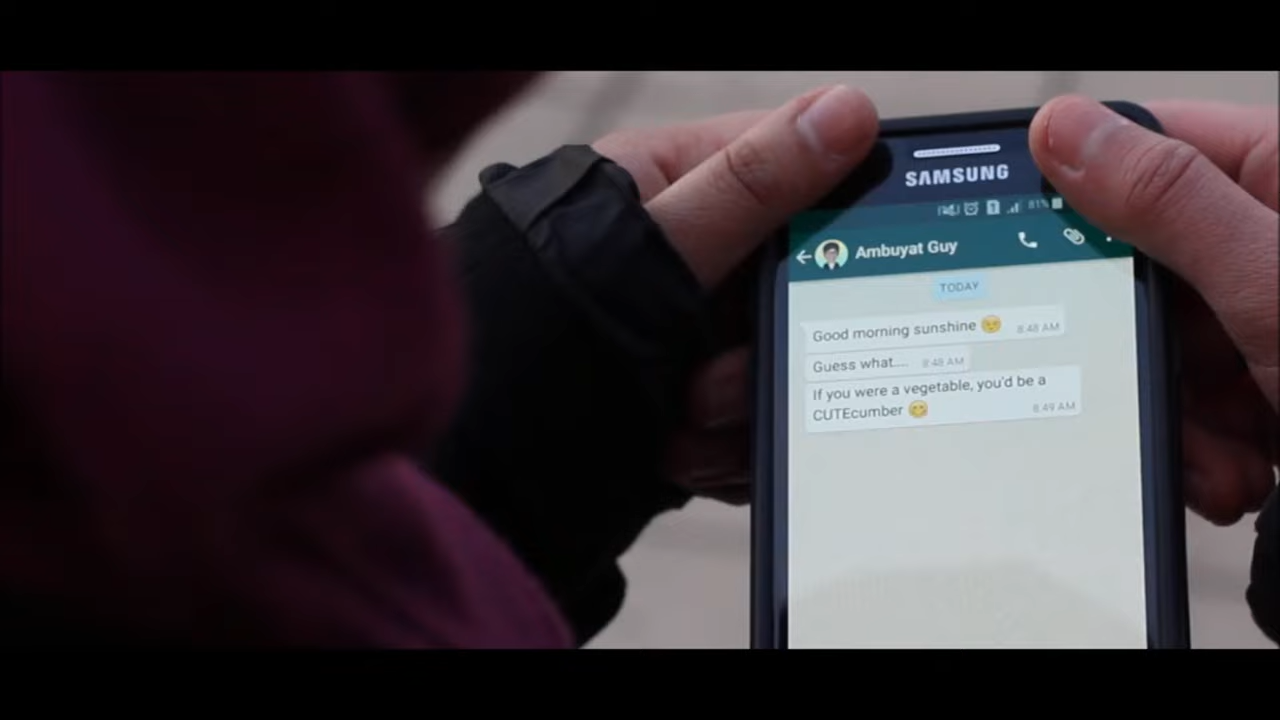 SAMSUNG
81%
Ambuyat Guy
TODAY
Good morning sunshine 😉 8:48 AM
Guess what.... 8:48 AM
If you were a vegetable, you'd be a
CUTEcumber 😊 8:49 AM